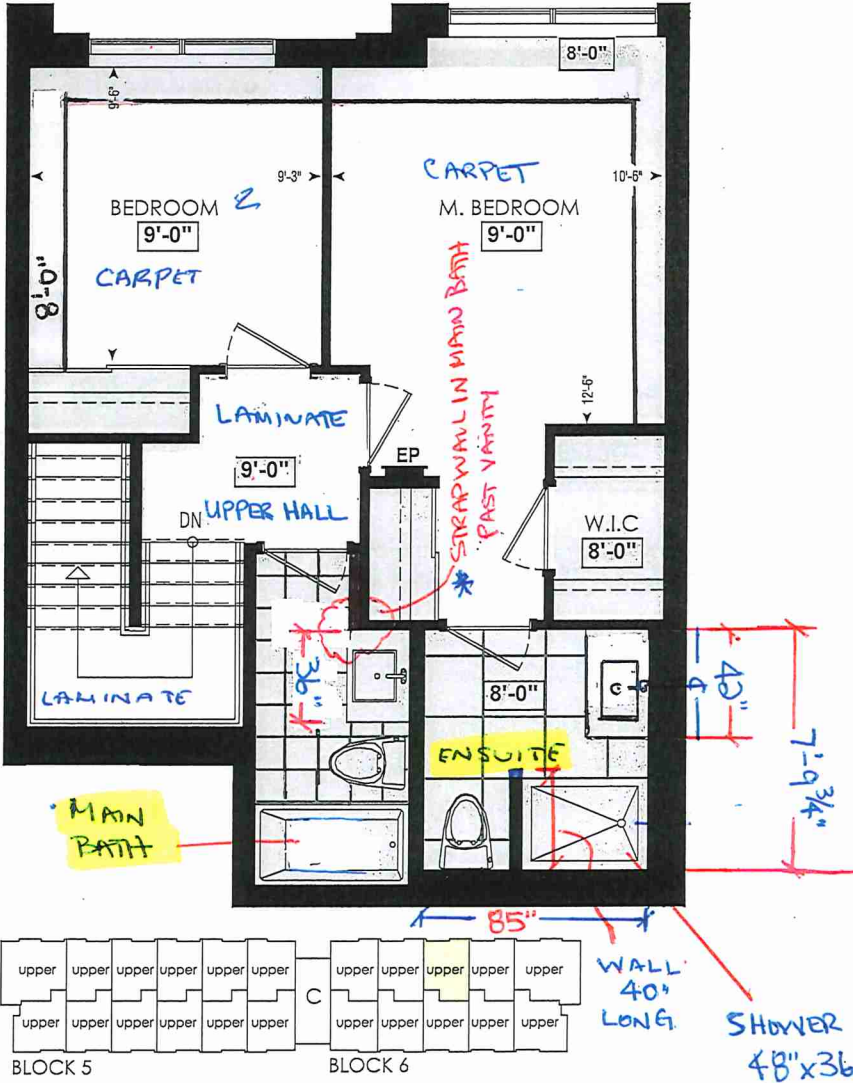 8'-0"
9'-6"
9'-3"
CARPET
10'-6"
BEDROOM 2
9'-0"
M. BEDROOM
9'-0"
CARPET
8'-0"
STRAPWALL IN MAIN BATH
PAST VANITY
12'-6"
LAMINATE
9'-0"
EP
UPPER HALL
DN
W.I.C
8'-0"
*
36"
8'-0"
42"
7'-9 3/4"
LAMINATE
ENSUITE
MAIN
BATH
85"
WALL
40"
LONG
SHOWER
48"x36
upper upper upper upper upper upper
upper upper upper upper upper
C
upper upper upper upper upper upper
upper upper upper upper upper
BLOCK 5
BLOCK 6